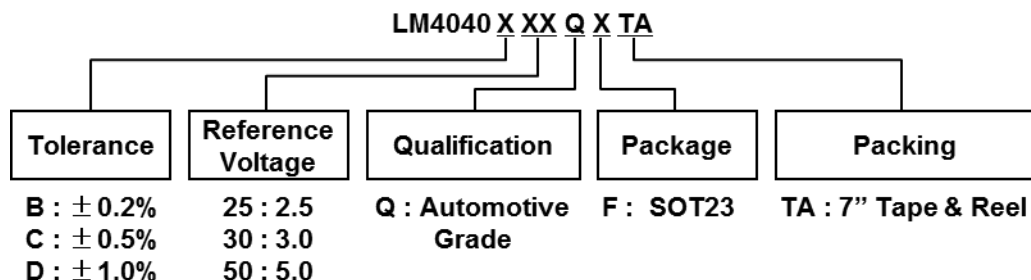 LM4040 X XX Q X TA
Tolerance
B : ± 0.2%
C : ± 0.5%
D : ± 1.0%
Reference
Voltage
25 : 2.5
30 : 3.0
50 : 5.0
Qualification
Q : Automotive
Grade
Package
F : SOT23
Packing
TA : 7” Tape & Reel